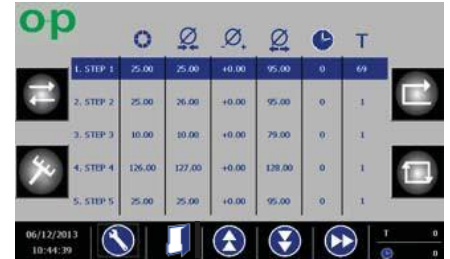 op
T
1. STEP 1 25.00 25.00 +0.00 95.00 0 69
2. STEP 2 25.00 26.00 +0.00 95.00 0 1
3. STEP 3 10.00 10.00 +0.00 79.00 0 1
4. STEP 4 126.00 127.00 +0.00 128.00 0 1
5. STEP 5 25.00 25.00 +0.00 95.00 0 1
06/12/2013 T 0
10:44:39 0